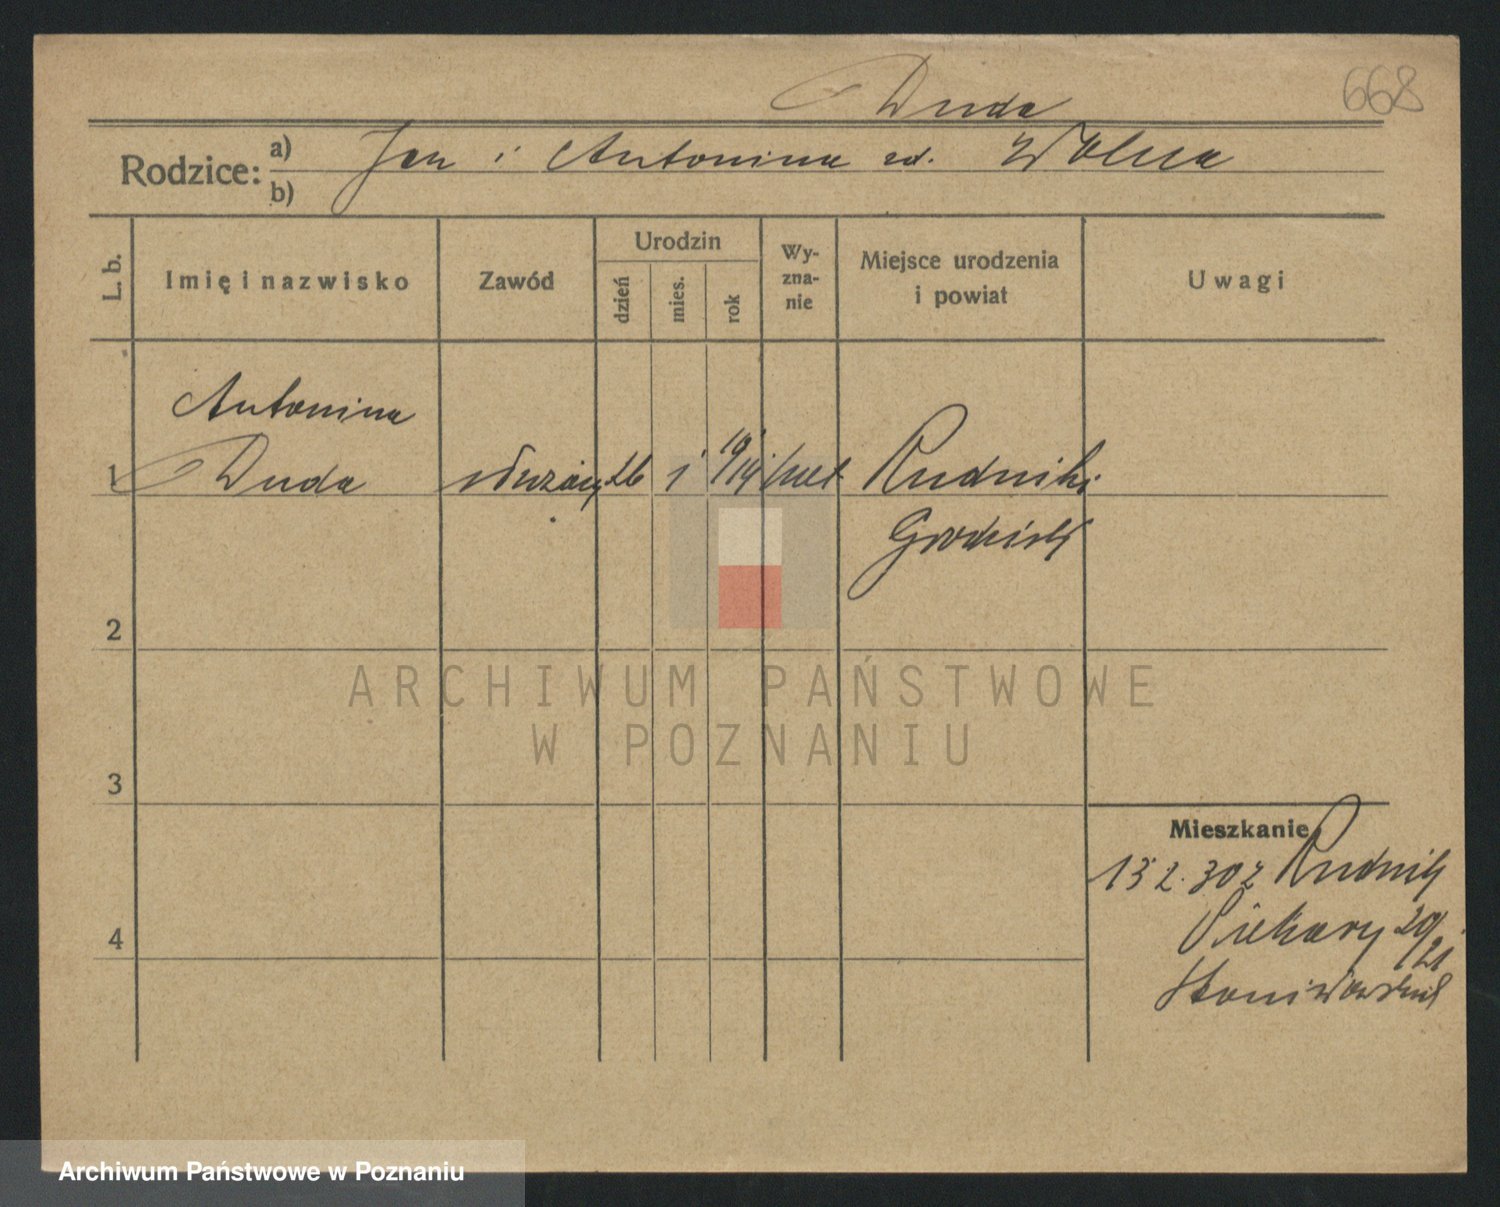 Duda
668
Rodzice: a) Jan i Antonina zd. Wolna
b)
L. b.
Imię i nazwisko
Zawód
Urodzin
dzień
mies.
rok
Wy-
zna-
nie
Miejsce urodzenia
i powiat
Uwagi
Antonina
1 Duda 26 1 Rudniki
Grodzisk
2
ARCHIWUM PAŃSTWOWE
W POZNANIU
3
Mieszkanie
13 2. 30 z Rudnik
4 Piekary 20/21
Archiwum Państwowe w Poznaniu